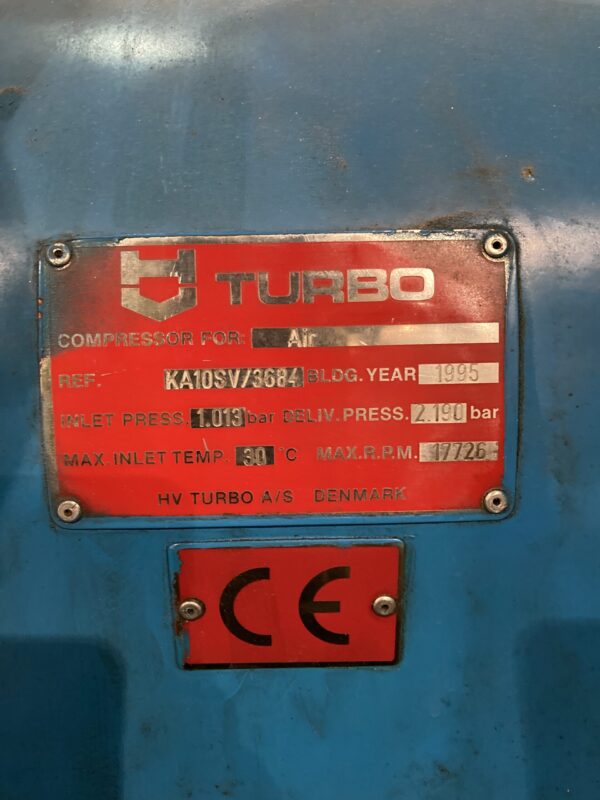 HV TURBO
COMPRESSOR FOR: Air
REF. KA10SV/3684 BLDG. YEAR 1995
INLET PRESS. 1.013 bar DELIV. PRESS. 2.190 bar
MAX. INLET TEMP. 30 °C MAX. R.P.M. 17726
HV TURBO A/S DENMARK
CE